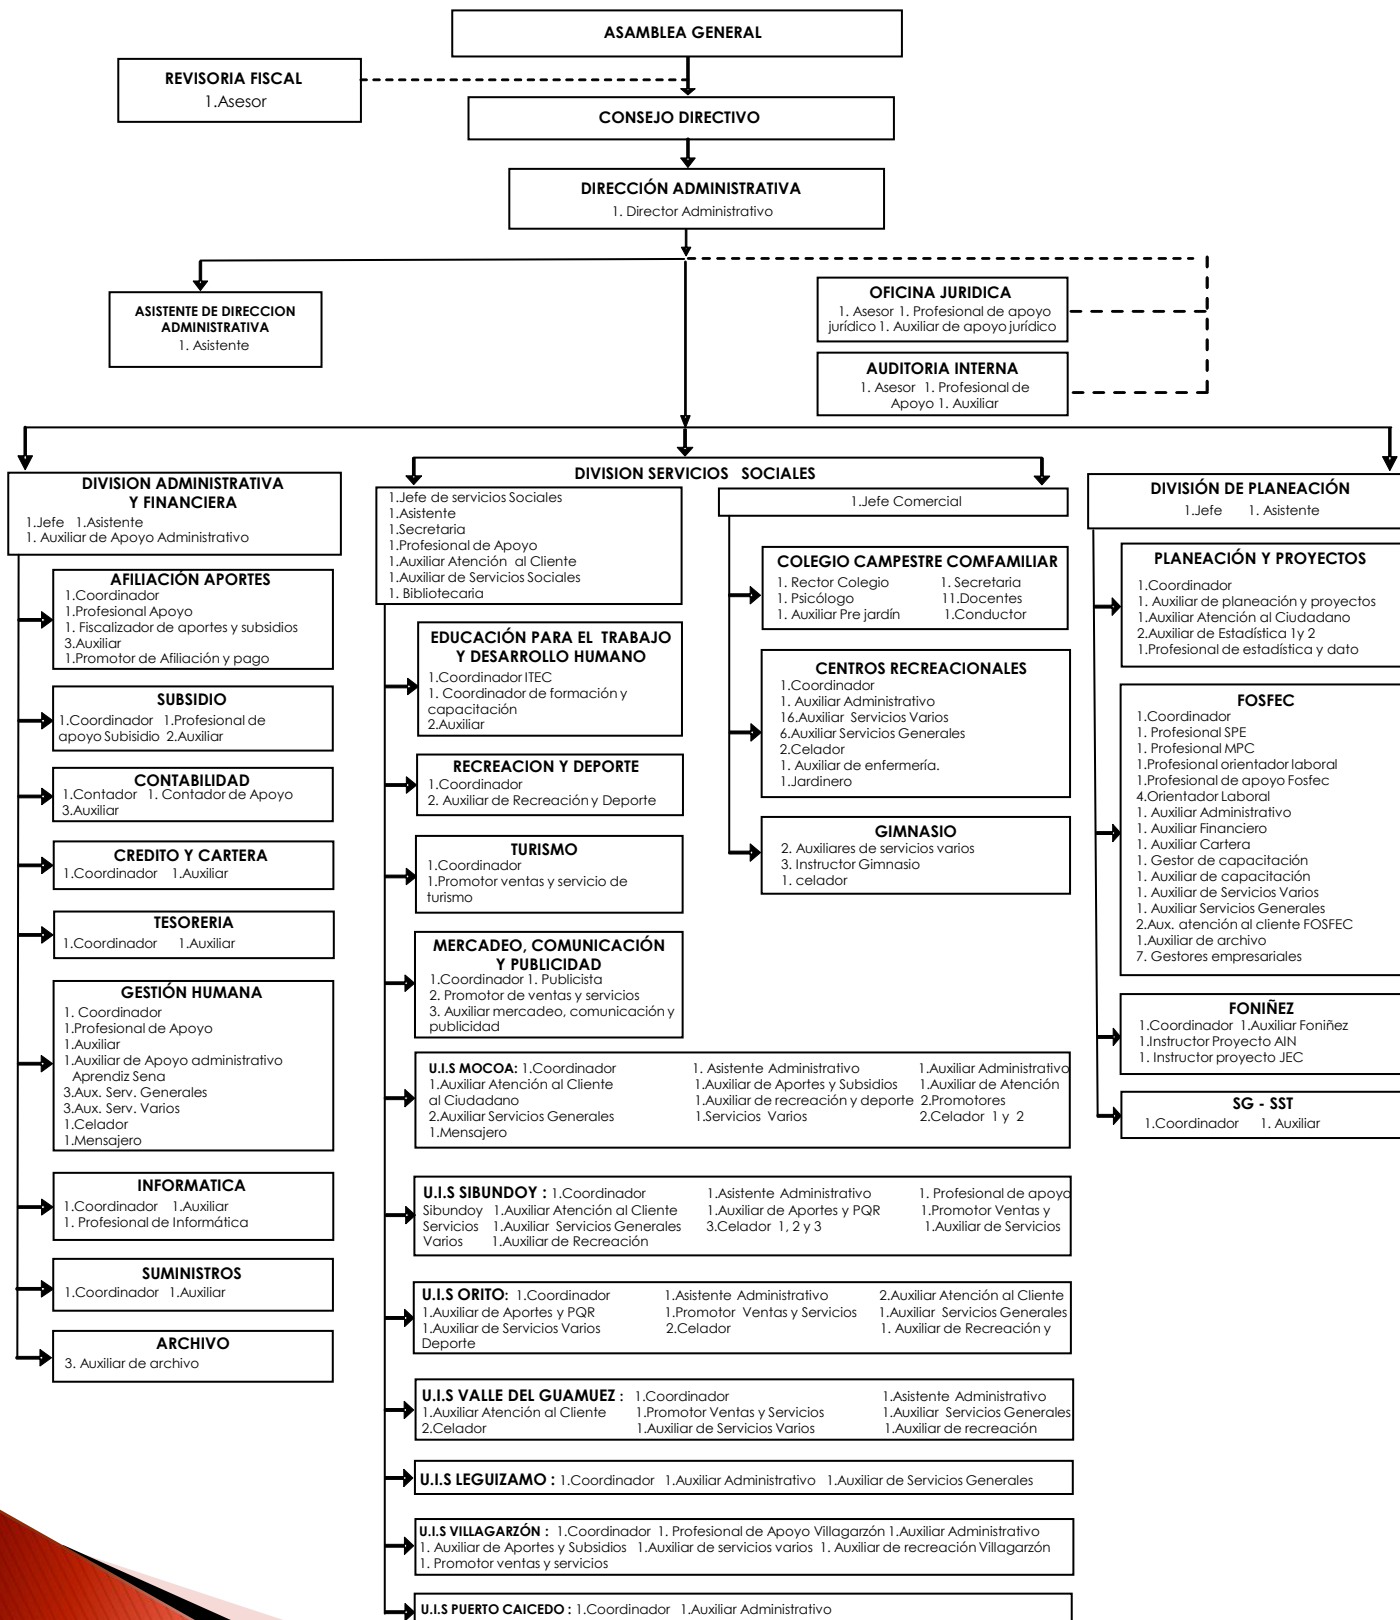 ASAMBLEA GENERAL
REVISORIA FISCAL
1.Asesor
CONSEJO DIRECTIVO
DIRECCIÓN ADMINISTRATIVA
1. Director Administrativo
ASISTENTE DE DIRECCION
ADMINISTRATIVA
1. Asistente
OFICINA JURIDICA
1. Asesor 1. Profesional de apoyo
jurídico 1. Auxiliar de apoyo jurídico
AUDITORIA INTERNA
1. Asesor 1. Profesional de
Apoyo 1. Auxiliar
DIVISION ADMINISTRATIVA
Y FINANCIERA
1.Jefe 1.Asistente
1. Auxiliar de Apoyo Administrativo
AFILIACIÓN APORTES
1.Coordinador
1.Profesional Apoyo
1. Fiscalizador de aportes y subsidios
3.Auxiliar
1.Promotor de Afiliación y pago
SUBSIDIO
1.Coordinador 1.Profesional de
apoyo Subisidio 2.Auxiliar
CONTABILIDAD
1.Contador 1. Contador de Apoyo
3.Auxiliar
CREDITO Y CARTERA
1.Coordinador 1.Auxiliar
TESORERIA
1.Coordinador 1.Auxiliar
GESTIÓN HUMANA
1. Coordinador
1.Profesional de Apoyo
1.Auxiliar
1.Auxiliar de Apoyo administrativo
Aprendiz Sena
3.Aux. Serv. Generales
3.Aux. Serv. Varios
1.Celador
1.Mensajero
INFORMATICA
1.Coordinador 1.Auxiliar
1. Profesional de Informática
SUMINISTROS
1.Coordinador 1.Auxiliar
ARCHIVO
3. Auxiliar de archivo
DIVISION SERVICIOS SOCIALES
1.Jefe de servicios Sociales
1.Asistente
1.Secretaria
1.Profesional de Apoyo
1.Auxiliar Atención al Cliente
1.Auxiliar de Servicios Sociales
1. Bibliotecaria
EDUCACIÓN PARA EL TRABAJO
Y DESARROLLO HUMANO
1.Coordinador ITEC
1. Coordinador de formación y
capacitación
2.Auxiliar
RECREACION Y DEPORTE
1.Coordinador
2. Auxiliar de Recreación y Deporte
TURISMO
1.Coordinador
1.Promotor ventas y servicio de
turismo
MERCADEO, COMUNICACIÓN
Y PUBLICIDAD
1.Coordinador 1. Publicista
2. Promotor de ventas y servicios
3. Auxiliar mercadeo, comunicación y
publicidad
1.Jefe Comercial
COLEGIO CAMPESTRE COMFAMILIAR
1. Rector Colegio 1. Secretaria
1. Psicólogo 11.Docentes
1. Auxiliar Pre jardín 1.Conductor
CENTROS RECREACIONALES
1.Coordinador
1. Auxiliar Administrativo
16.Auxiliar Servicios Varios
6.Auxiliar Servicios Generales
2.Celador
1. Auxiliar de enfermería.
1.Jardinero
GIMNASIO
2. Auxiliares de servicios varios
3. Instructor Gimnasio
1. celador
U.I.S MOCOA: 1.Coordinador 1. Asistente Administrativo 1.Auxiliar Administrativo
1.Auxiliar Atención al Cliente 1.Auxiliar de Aportes y Subsidios 1.Auxiliar de Atención
al Ciudadano 1.Auxiliar de recreación y deporte 2.Promotores
2.Auxiliar Servicios Generales 1.Servicios Varios 2.Celador 1 y 2
1.Mensajero
U.I.S SIBUNDOY : 1.Coordinador 1.Asistente Administrativo 1. Profesional de apoyo
Sibundoy 1.Auxiliar Atención al Cliente 1.Auxiliar de Aportes y PQR 1.Promotor Ventas y
Servicios 1.Auxiliar Servicios Generales 3.Celador 1, 2 y 3 1.Auxiliar de Servicios
Varios 1.Auxiliar de Recreación
U.I.S ORITO: 1.Coordinador 1.Asistente Administrativo 2.Auxiliar Atención al Cliente
1.Auxiliar de Aportes y PQR 1.Promotor Ventas y Servicios 1.Auxiliar Servicios Generales
1.Auxiliar de Servicios Varios 2.Celador 1. Auxiliar de Recreación y
Deporte
U.I.S VALLE DEL GUAMUEZ : 1.Coordinador 1.Asistente Administrativo
1.Auxiliar Atención al Cliente 1.Promotor Ventas y Servicios 1.Auxiliar Servicios Generales
2.Celador 1.Auxiliar de Servicios Varios 1.Auxiliar de recreación
U.I.S LEGUIZAMO : 1.Coordinador 1.Auxiliar Administrativo 1.Auxiliar de Servicios Generales
U.I.S VILLAGARZÓN : 1.Coordinador 1. Profesional de Apoyo Villagarzón 1.Auxiliar Administrativo
1. Auxiliar de Aportes y Subsidios 1.Auxiliar de servicios varios 1. Auxiliar de recreación Villagarzón
1. Promotor ventas y servicios
U.I.S PUERTO CAICEDO : 1.Coordinador 1.Auxiliar Administrativo
DIVISIÓN DE PLANEACIÓN
1.Jefe 1. Asistente
PLANEACIÓN Y PROYECTOS
1.Coordinador
1. Auxiliar de planeación y proyectos
1.Auxiliar Atención al Ciudadano
2.Auxiliar de Estadística 1y 2
1.Profesional de estadística y dato
FOSFEC
1.Coordinador
1. Profesional SPE
1. Profesional MPC
1.Profesional orientador laboral
1.Profesional de apoyo Fosfec
4.Orientador Laboral
1. Auxiliar Administrativo
1. Auxiliar Financiero
1. Auxiliar Cartera
1. Gestor de capacitación
1. Auxiliar de capacitación
1. Auxiliar de Servicios Varios
1. Auxiliar Servicios Generales
2.Aux. atención al cliente FOSFEC
1.Auxiliar de archivo
7. Gestores empresariales
FONIÑEZ
1.Coordinador 1.Auxiliar Foniñez
1.Instructor Proyecto AIN
1. Instructor proyecto JEC
SG - SST
1.Coordinador 1. Auxiliar